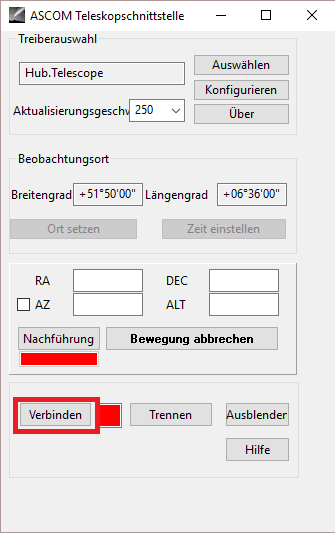 ASCOM Teleskopschnittstelle
Treiberauswahl
Hub.Telescope
Auswählen
Konfigurieren
Aktualisierungsgeschw
250
Über
Beobachtungsort
Breitengrad +51°50'00" Längengrad +06°36'00"
Ort setzen Zeit einstellen
RA DEC
AZ ALT
Nachführung Bewegung abbrechen
Verbinden Trennen Ausblenden
Hilfe